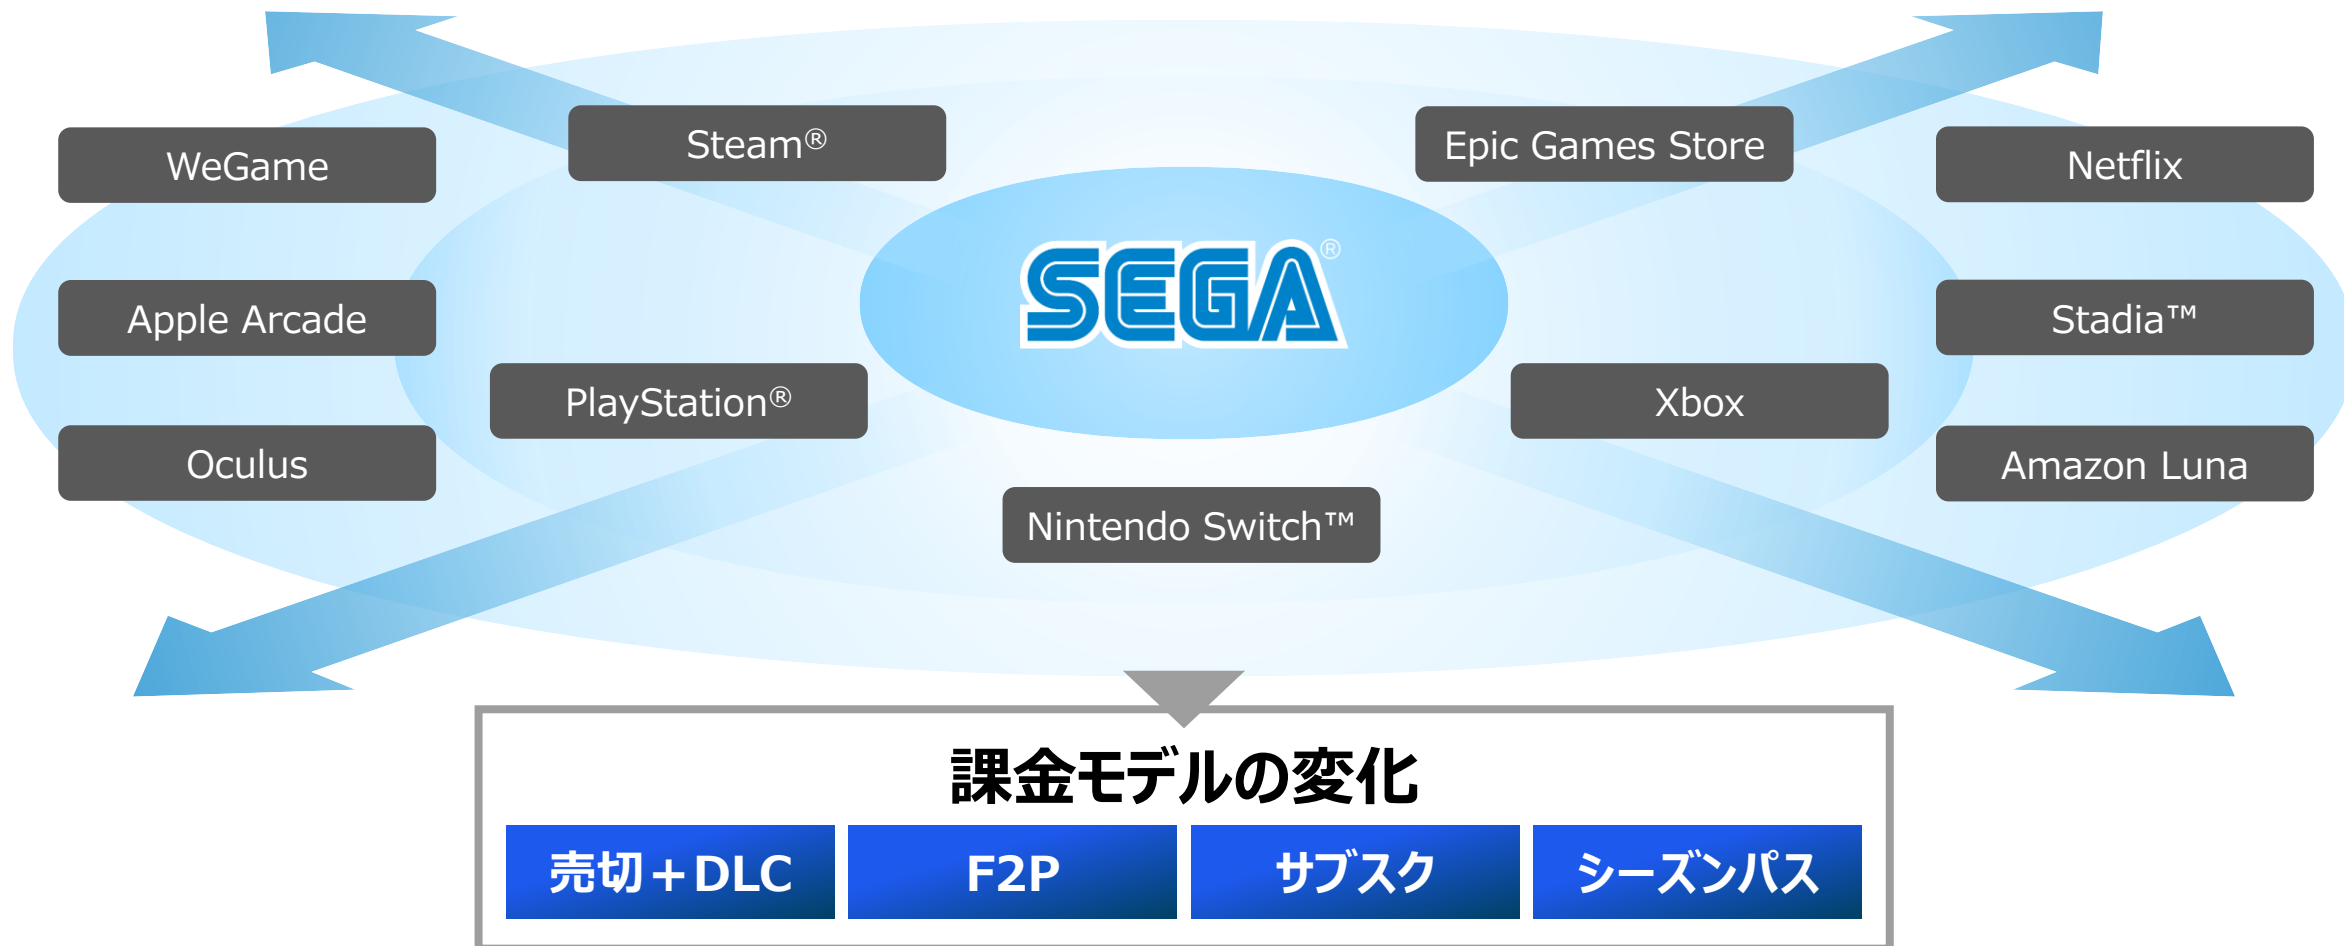 Steam®
Epic Games Store
WeGame
Netflix
SEGA®
Apple Arcade
Stadia™
PlayStation®
Xbox
Oculus
Amazon Luna
Nintendo Switch™
課金モデルの変化
売切+DLC
F2P
サブスク
シーズンパス